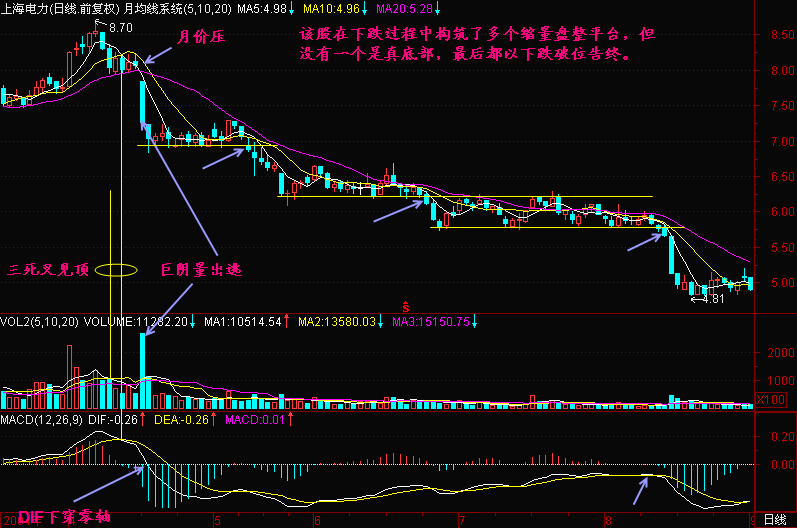 上海电力(日线.前复权) 月均线系统(5,10,20) MA5:4.98↓ MA10:4.96↓ MA20:5.28↓
8.70
月价压
该股在下跌过程中构筑了多个缩量盘整平台，但
没有一个是真底部，最后都以下跌破位告终。
8.50
8.00
7.50
7.00
6.50
6.00
5.50
5.00
三死叉见顶
巨阴量出逃
4.81
VOL2(5,10,20) VOLUME:11282.20↓ MA1:10514.54↑ MA2:13580.03↓ MA3:15150.75↓
2000
1000
X100
MACD(12,26,9) DIF:-0.26↑ DEA:-0.26↑ MACD:0.01↑
0.20
0.00
DIF下穿零轴
5
6
7
8
9
日线